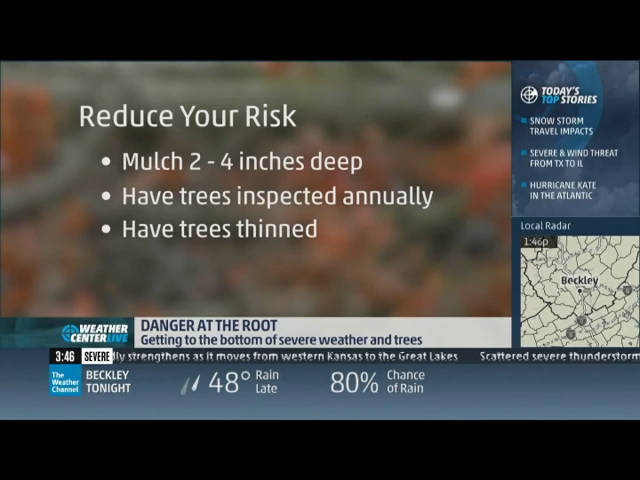 Reduce Your Risk
• Mulch 2 - 4 inches deep
• Have trees inspected annually
• Have trees thinned
TODAY'S
TOP STORIES
SNOW STORM
TRAVEL IMPACTS
SEVERE & WIND THREAT
FROM TX TO IL
HURRICANE KATE
IN THE ATLANTIC
Local Radar
1:46p
Beckley
WEATHER
CENTER LIVE
DANGER AT THE ROOT
Getting to the bottom of severe weather and trees
3:46 SEVERE dly strengthens as it moves from western Kansas to the Great Lakes Scattered severe thunderstorm
The
Weather
Channel
BECKLEY
TONIGHT
48° Rain
Late
80% Chance
of Rain